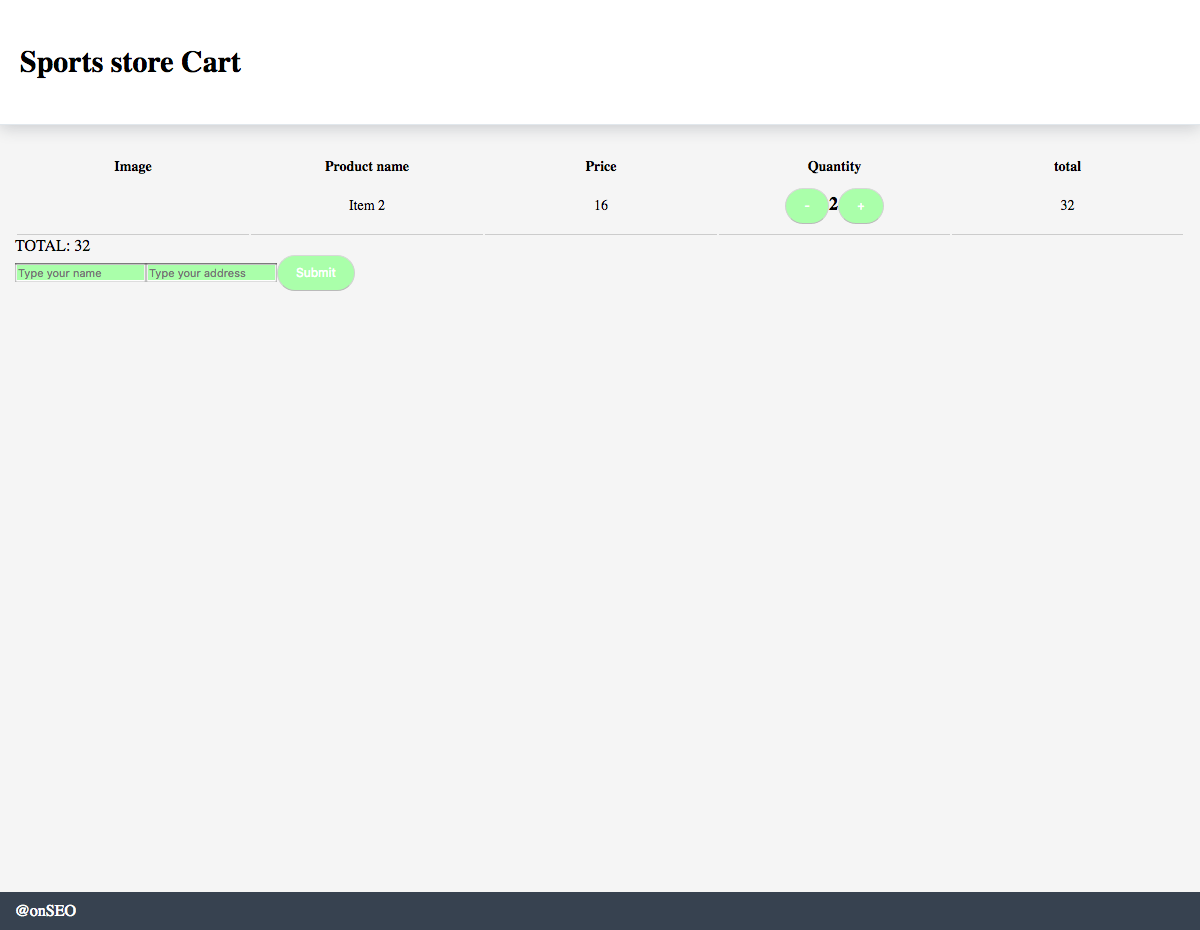 Sports store Cart
Image Product name Price Quantity total
Item 2 16 - 2 + 32
TOTAL: 32
Type your name Type your address Submit
@onSEO